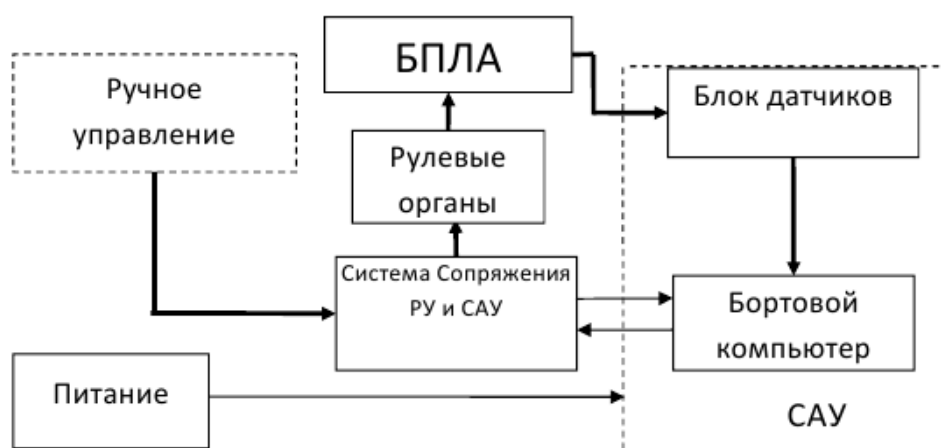 БПЛА
Ручное
управление
Блок датчиков
Рулевые
органы
Система Сопряжения
РУ и САУ
Бортовой
компьютер
Питание
САУ